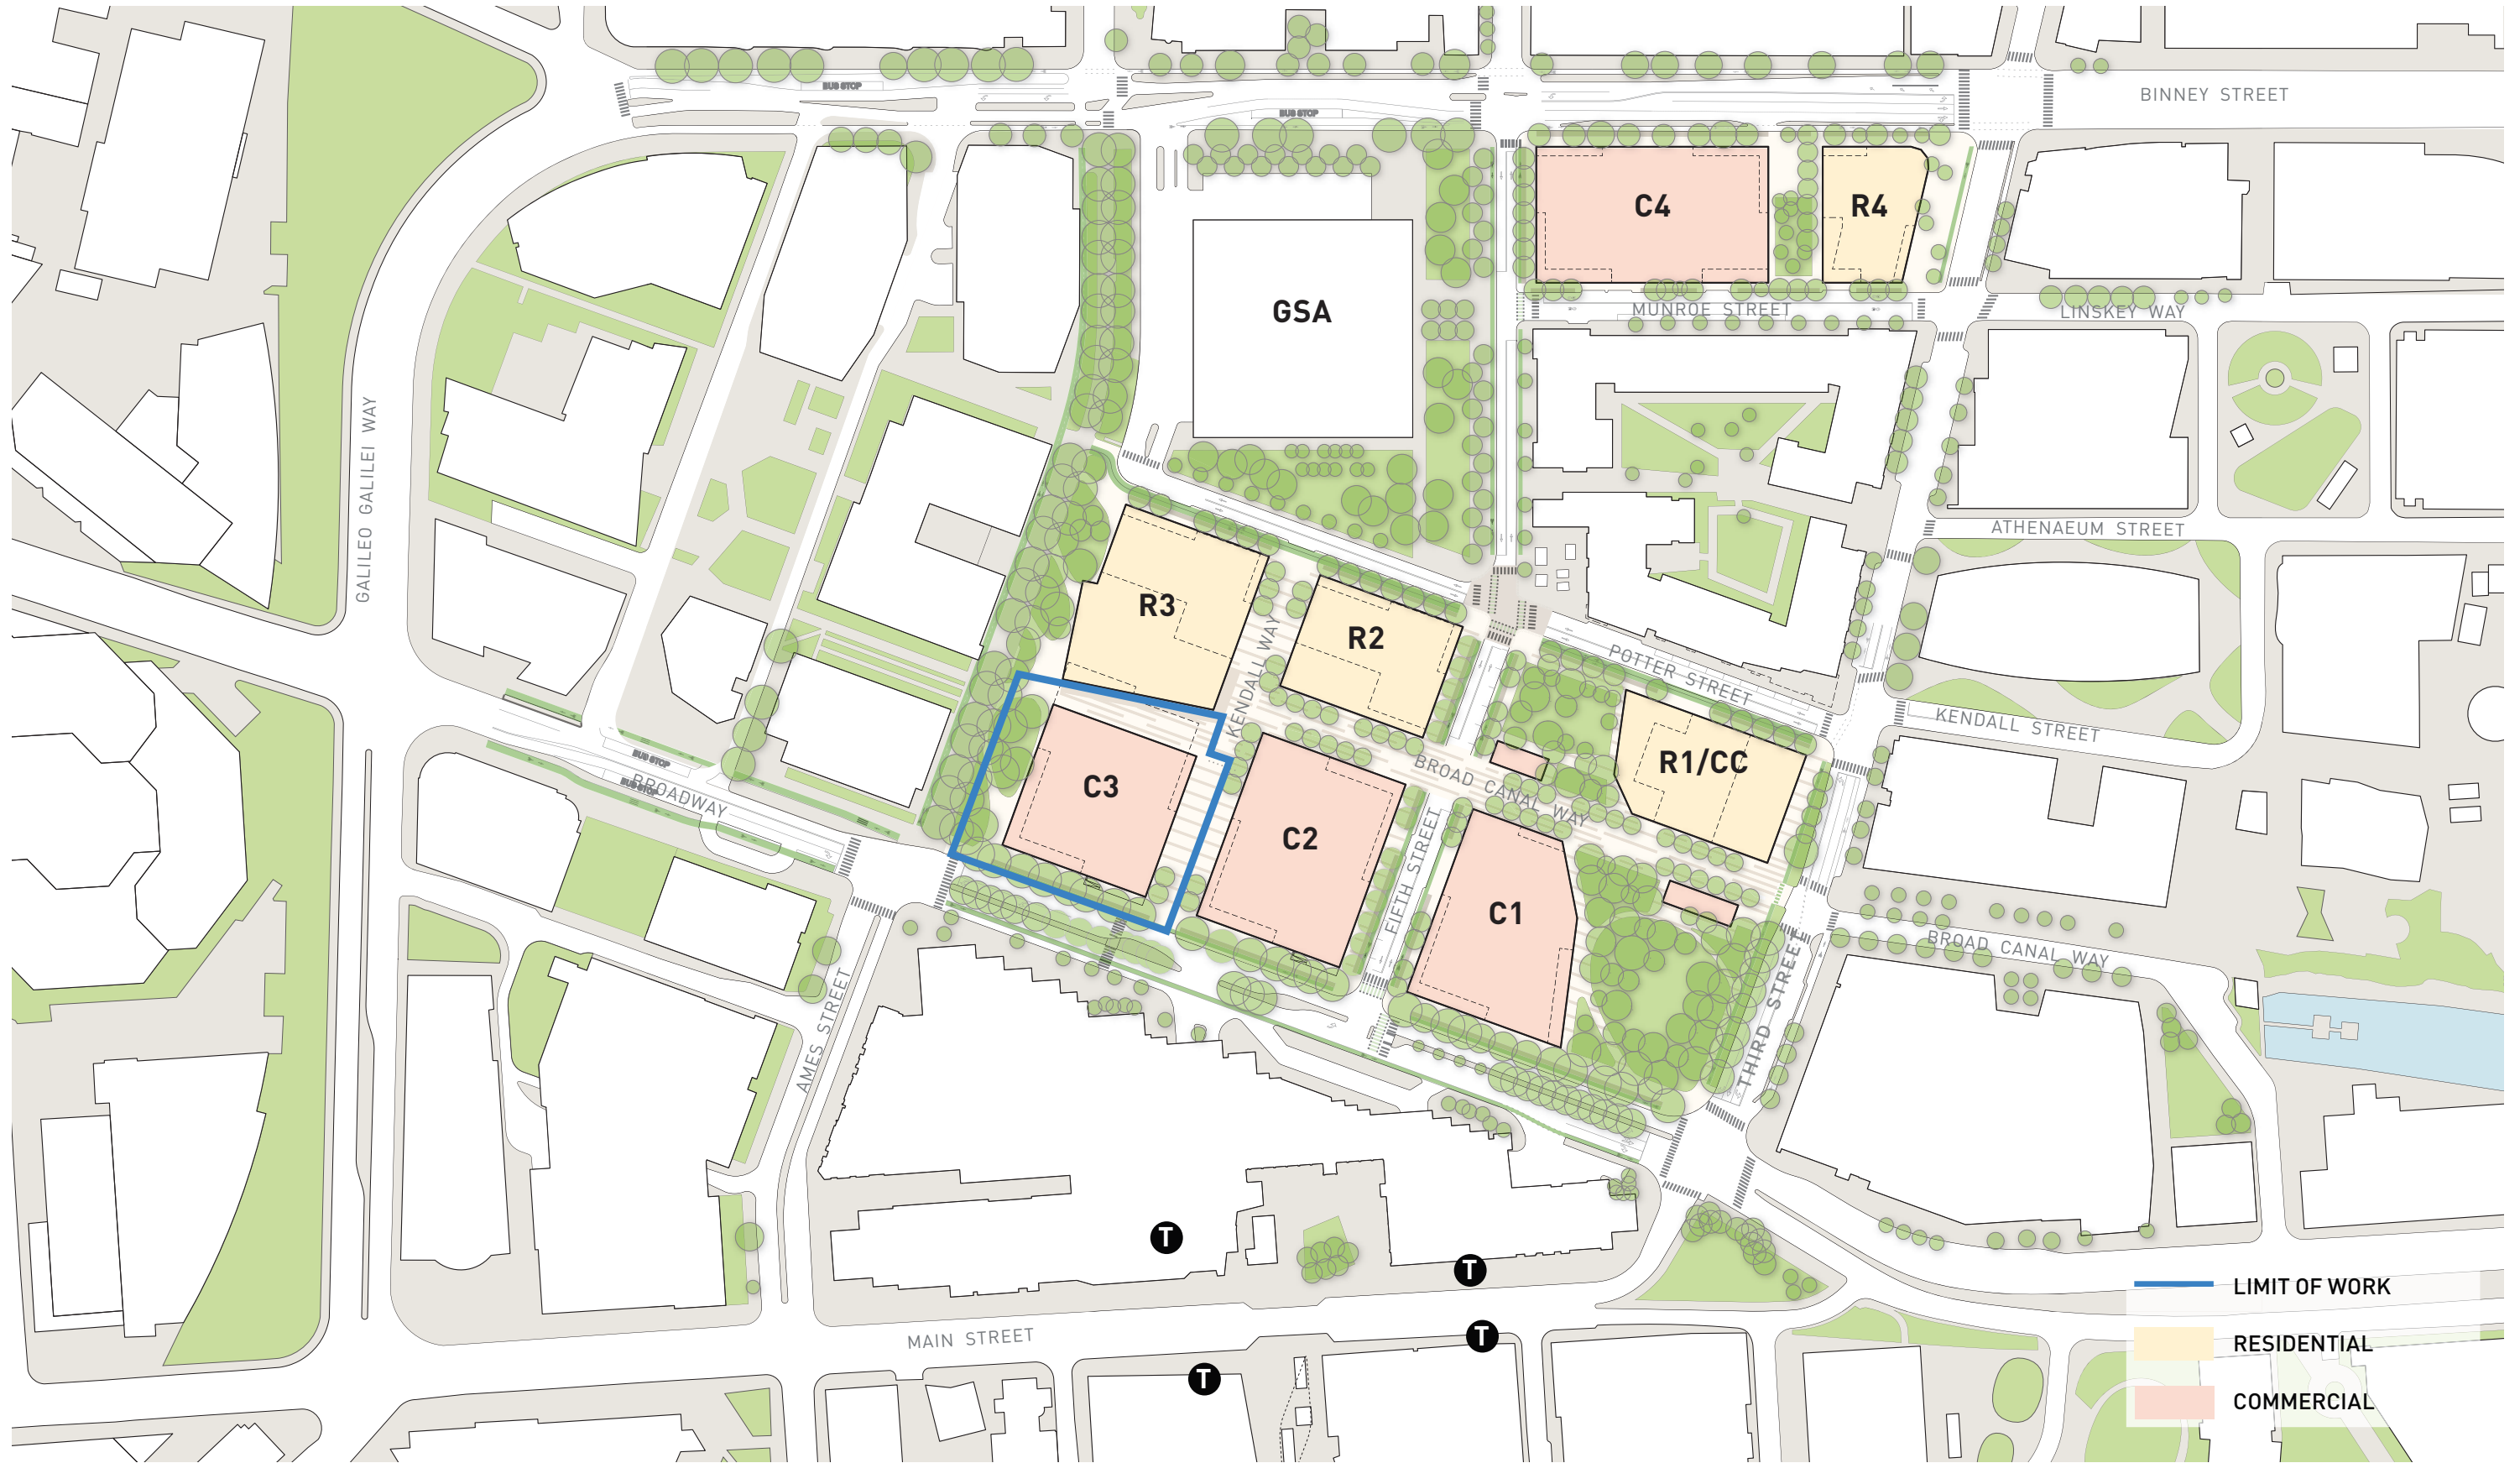 BUS STOP
BINNEY STREET
BUS STOP
C4
R4
GSA
MUNROE STREET
LINSKEY WAY
GALILEO GALILEI WAY
ATHENAEUM STREET
R3
R2
KENDALL WAY
POTTER STREET
KENDALL STREET
BUS STOP
BUS STOP
BROADWAY
C3
R1/CC
BROAD CANAL WAY
C2
FIFTH STREET
C1
BROAD CANAL WAY
THIRD STREET
AMES STREET
T
T
T
T
MAIN STREET
LIMIT OF WORK
RESIDENTIAL
COMMERCIAL